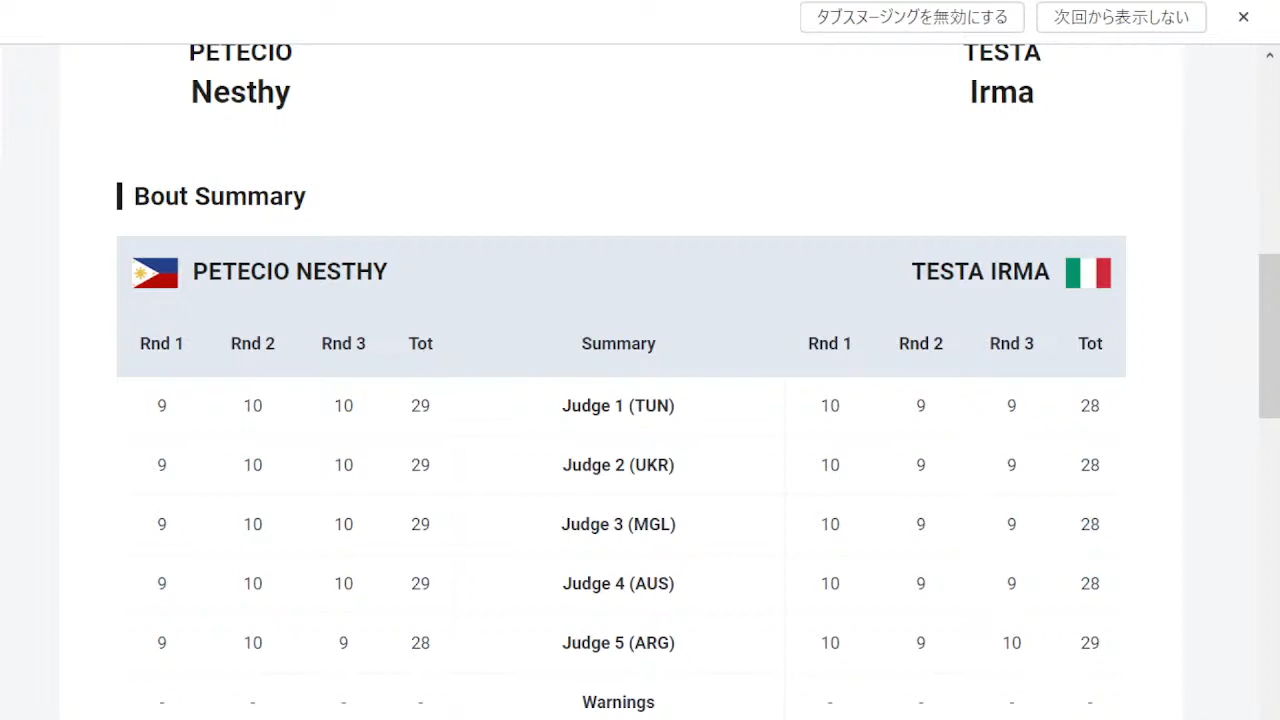 タブスヌージングを無効にする 次回から表示しない ×
PETECIO TESTA
Nesthy Irma
Bout Summary
PETECIO NESTHY TESTA IRMA
Rnd 1 Rnd 2 Rnd 3 Tot Summary Rnd 1 Rnd 2 Rnd 3 Tot
9 10 10 29 Judge 1 (TUN) 10 9 9 28
9 10 10 29 Judge 2 (UKR) 10 9 9 28
9 10 10 29 Judge 3 (MGL) 10 9 9 28
9 10 10 29 Judge 4 (AUS) 10 9 9 28
9 10 9 28 Judge 5 (ARG) 10 9 10 29
- - - - Warnings - - - -